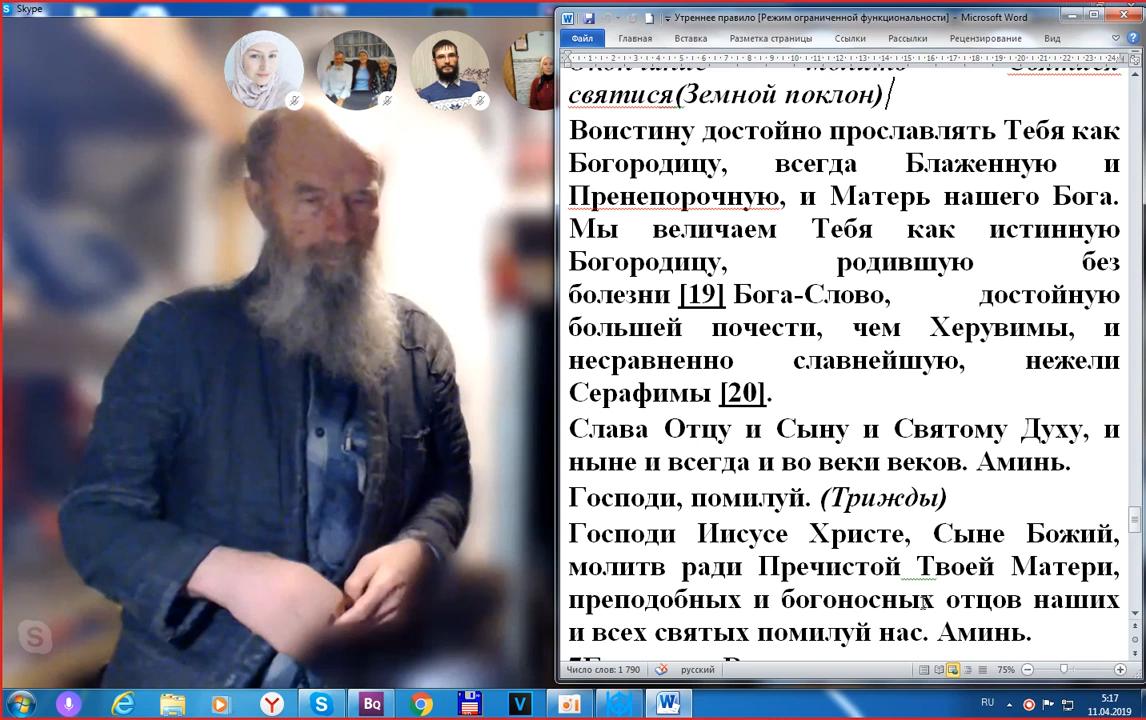 Skype
Утреннее правило [Режим ограниченной функциональности] - Microsoft Word
Файл Главная Вставка Разметка страницы Ссылки Рассылки Рецензирование Вид
святися(Земной поклон)
Воистину достойно прославлять Тебя как
Богородицу, всегда Блаженную и
Пренепорочную, и Матерь нашего Бога.
Мы величаем Тебя как истинную
Богородицу, родившую без
болезни [19] Бога-Слово, достойную
большей почести, чем Херувимы, и
несравненно славнейшую, нежели
Серафимы [20].
Слава Отцу и Сыну и Святому Духу, и
ныне и всегда и во веки веков. Аминь.
Господи, помилуй. (Трижды)
Господи Иисусе Христе, Сыне Божий,
молитв ради Пречистой Твоей Матери,
преподобных и богоносных отцов наших
и всех святых помилуй нас. Аминь.
Число слов: 1 790 русский 75%
RU 5:17
11.04.2019